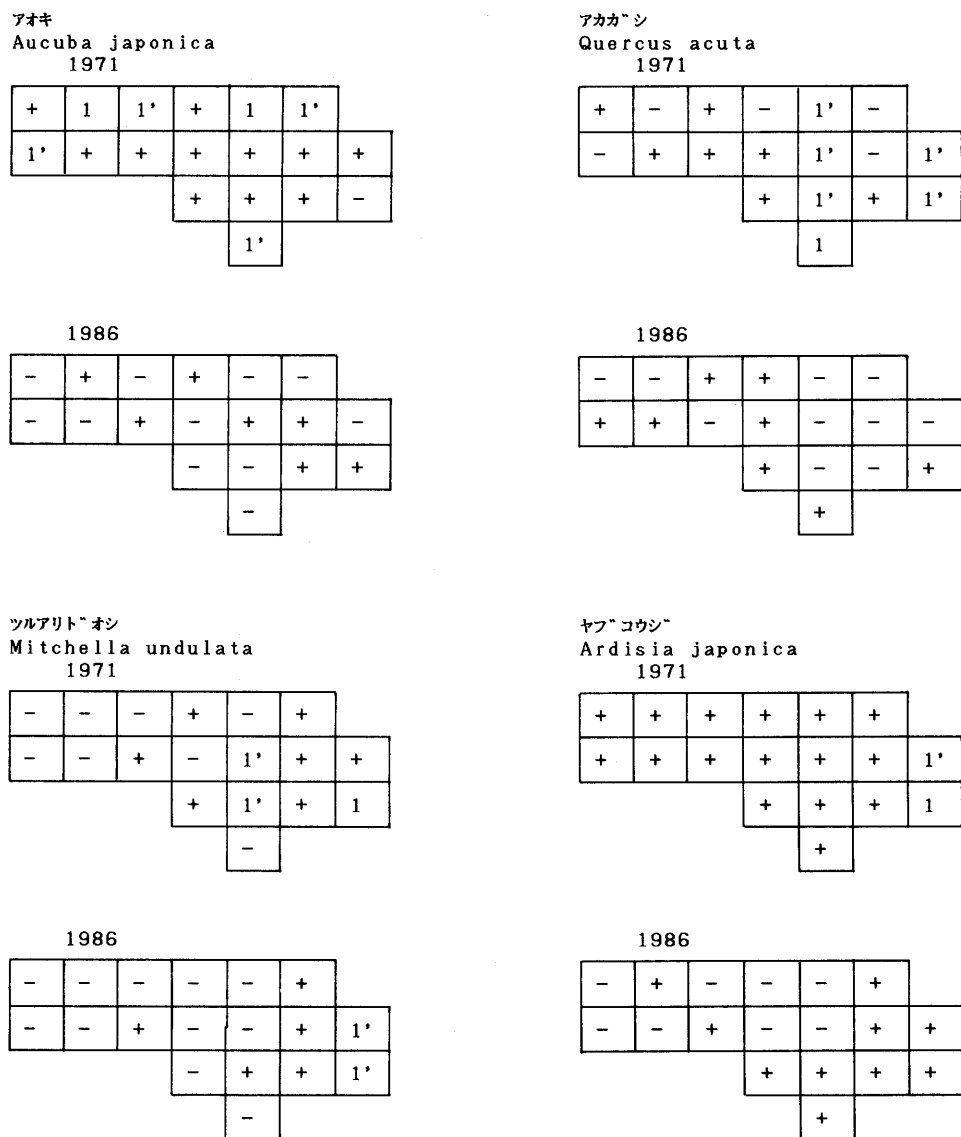 アオキ
Aucuba japonica
1971
+ 1 1' + 1 1'
1' + + + + + +
+ + + -
1'
1986
- + - + - -
- - + - + + -
- - + +
-
アカガシ
Quercus acuta
1971
+ - + - 1' -
- + + + 1' - 1'
+ 1' + 1'
1
1986
- - + + - -
+ + - + - - -
+ - - +
+
ツルアリドオシ
Mitchella undulata
1971
- - - + - +
- - + - 1' + +
+ 1' + 1
-
1986
- - - - - +
- - + - - + 1'
- + + 1'
-
ヤブコウジ
Ardisia japonica
1971
+ + + + + +
+ + + + + + 1'
+ + + 1
+
1986
- + - - - +
- - + - - + +
+ + + +
+